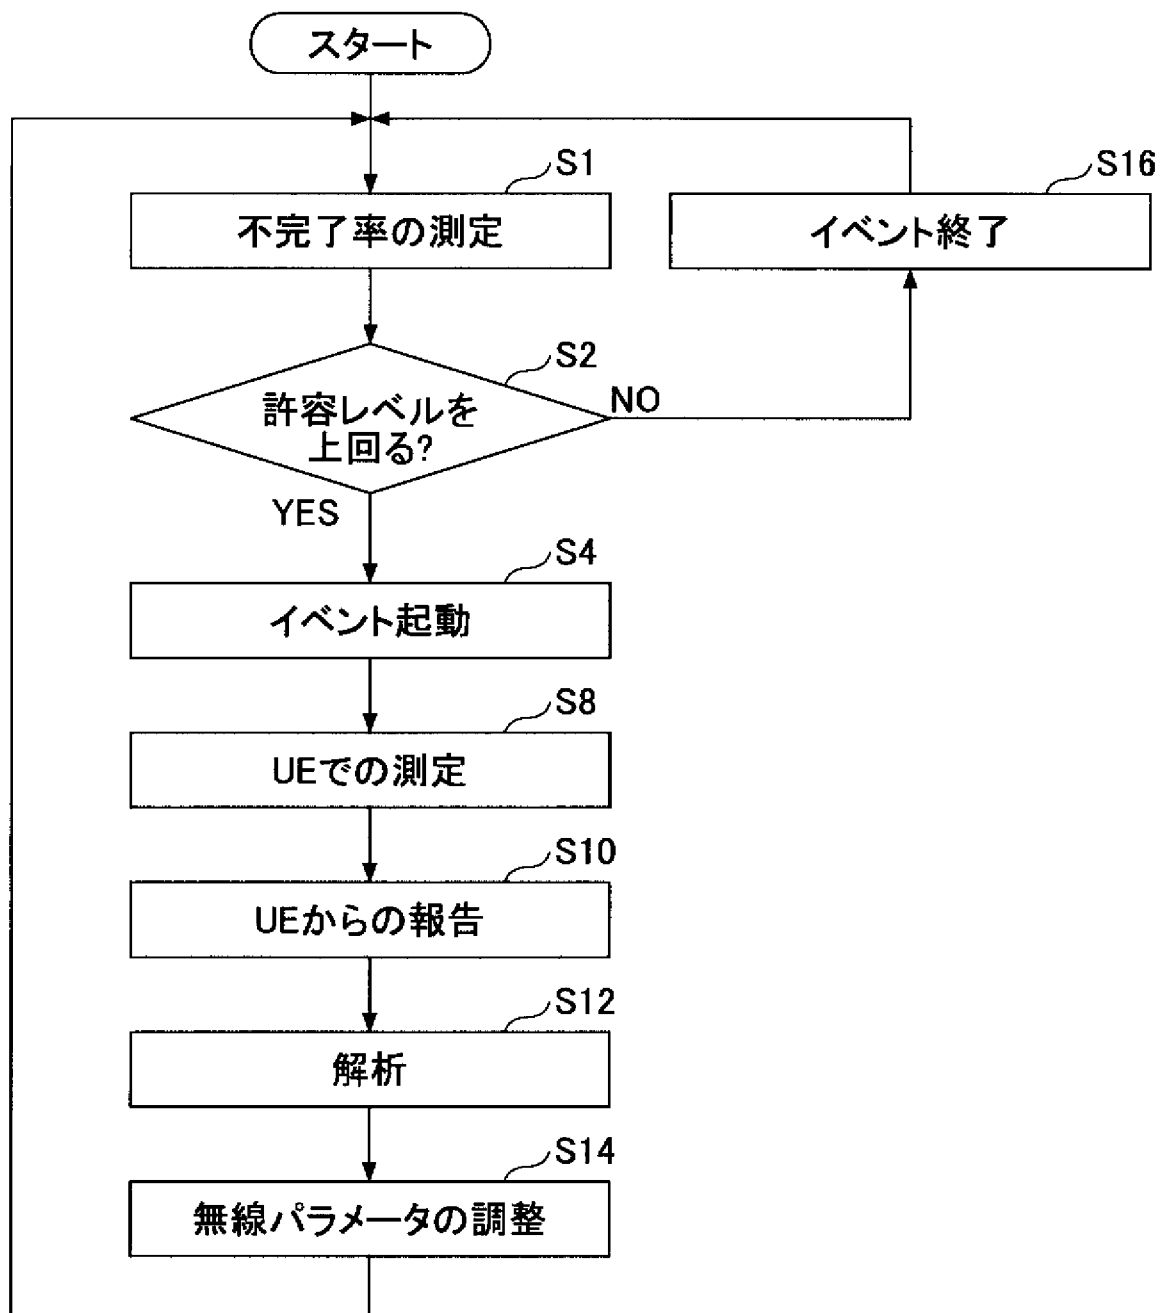 スタート
S1
不完了率の測定
S16
イベント終了
S2
許容レベルを
上回る?
NO
YES
S4
イベント起動
S8
UEでの測定
S10
UEからの報告
S12
解析
S14
無線パラメータの調整